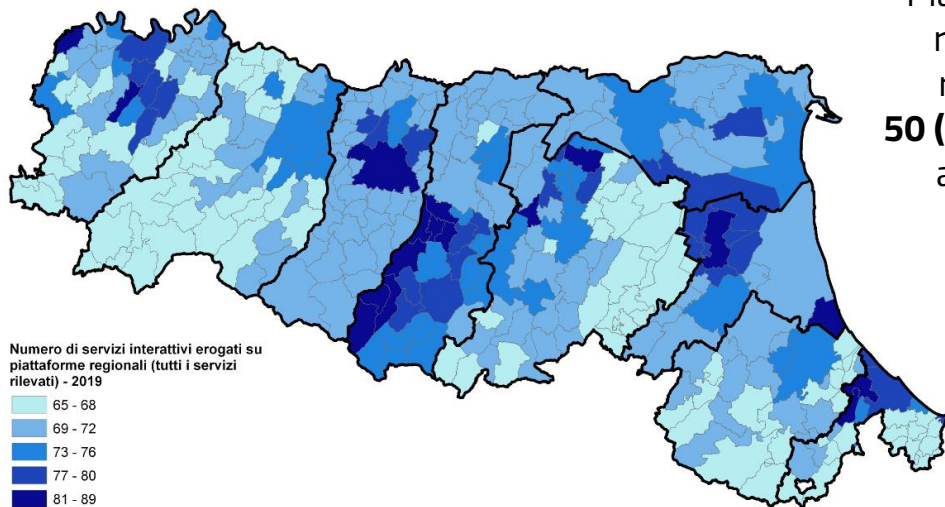 50 (
Numero di servizi interattivi erogati su
piattaforme regionali (tutti i servizi
rilevati) - 2019
65 - 68
69 - 72
73 - 76
77 - 80
81 - 89